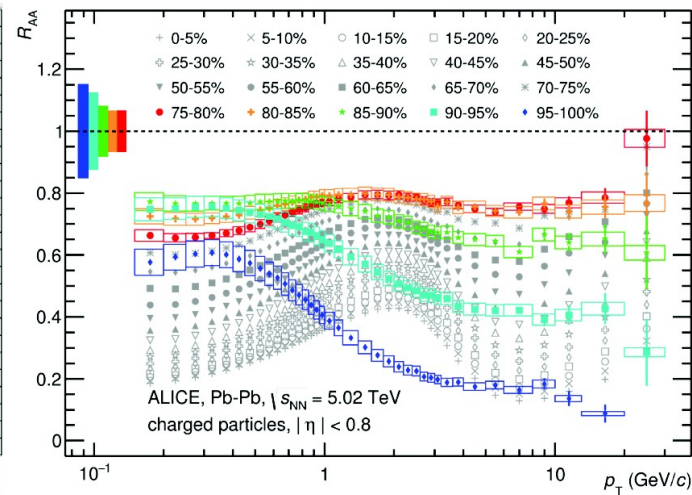 R_AA
+ 0-5% × 5-10% ○ 10-15% □ 15-20% ◇ 20-25%
25-30% ☆ 30-35% △ 35-40% ▽ 40-45% ▲ 45-50%
▼ 50-55% ● 55-60% ■ 60-65% ♦ 65-70% ✳ 70-75%
● 75-80% + 80-85% ★ 85-90% ■ 90-95% ♦ 95-100%
1.2
1
0.8
0.6
0.4
0.2
0
ALICE, Pb-Pb, √s_NN = 5.02 TeV
charged particles, | η | < 0.8
10⁻¹ 1 10
p_T (GeV/c)